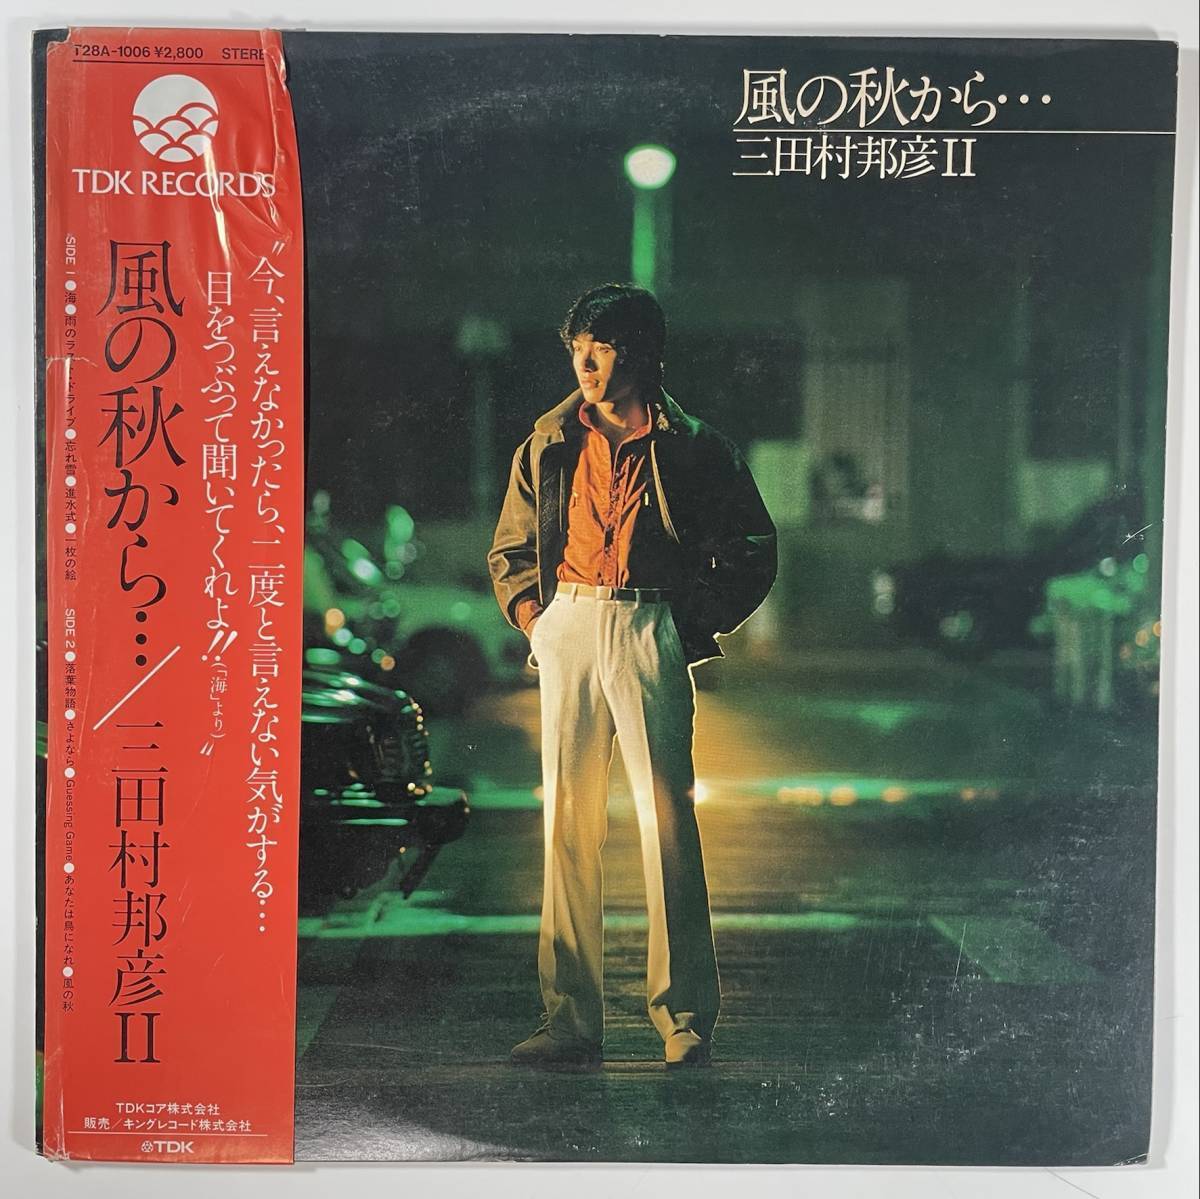 T28A-1006 ¥2,800 STERE
TDK RECORDS
風の秋から…／三田村邦彦II
"今、言えなかったら、二度と言えない気がする…
目をつぶって聞いてくれよ!!(「海」より)"
SIDE 1 ●海●雨のラスト・ドライブ●忘れ雪●進水式●一枚の絵
SIDE 2 ●落葉物語●さよなら●Guessing Game●あなたは鳥になれ●風の秋
TDKコア株式会社
販売／キングレコード株式会社
TDK
風の秋から…
三田村邦彦II